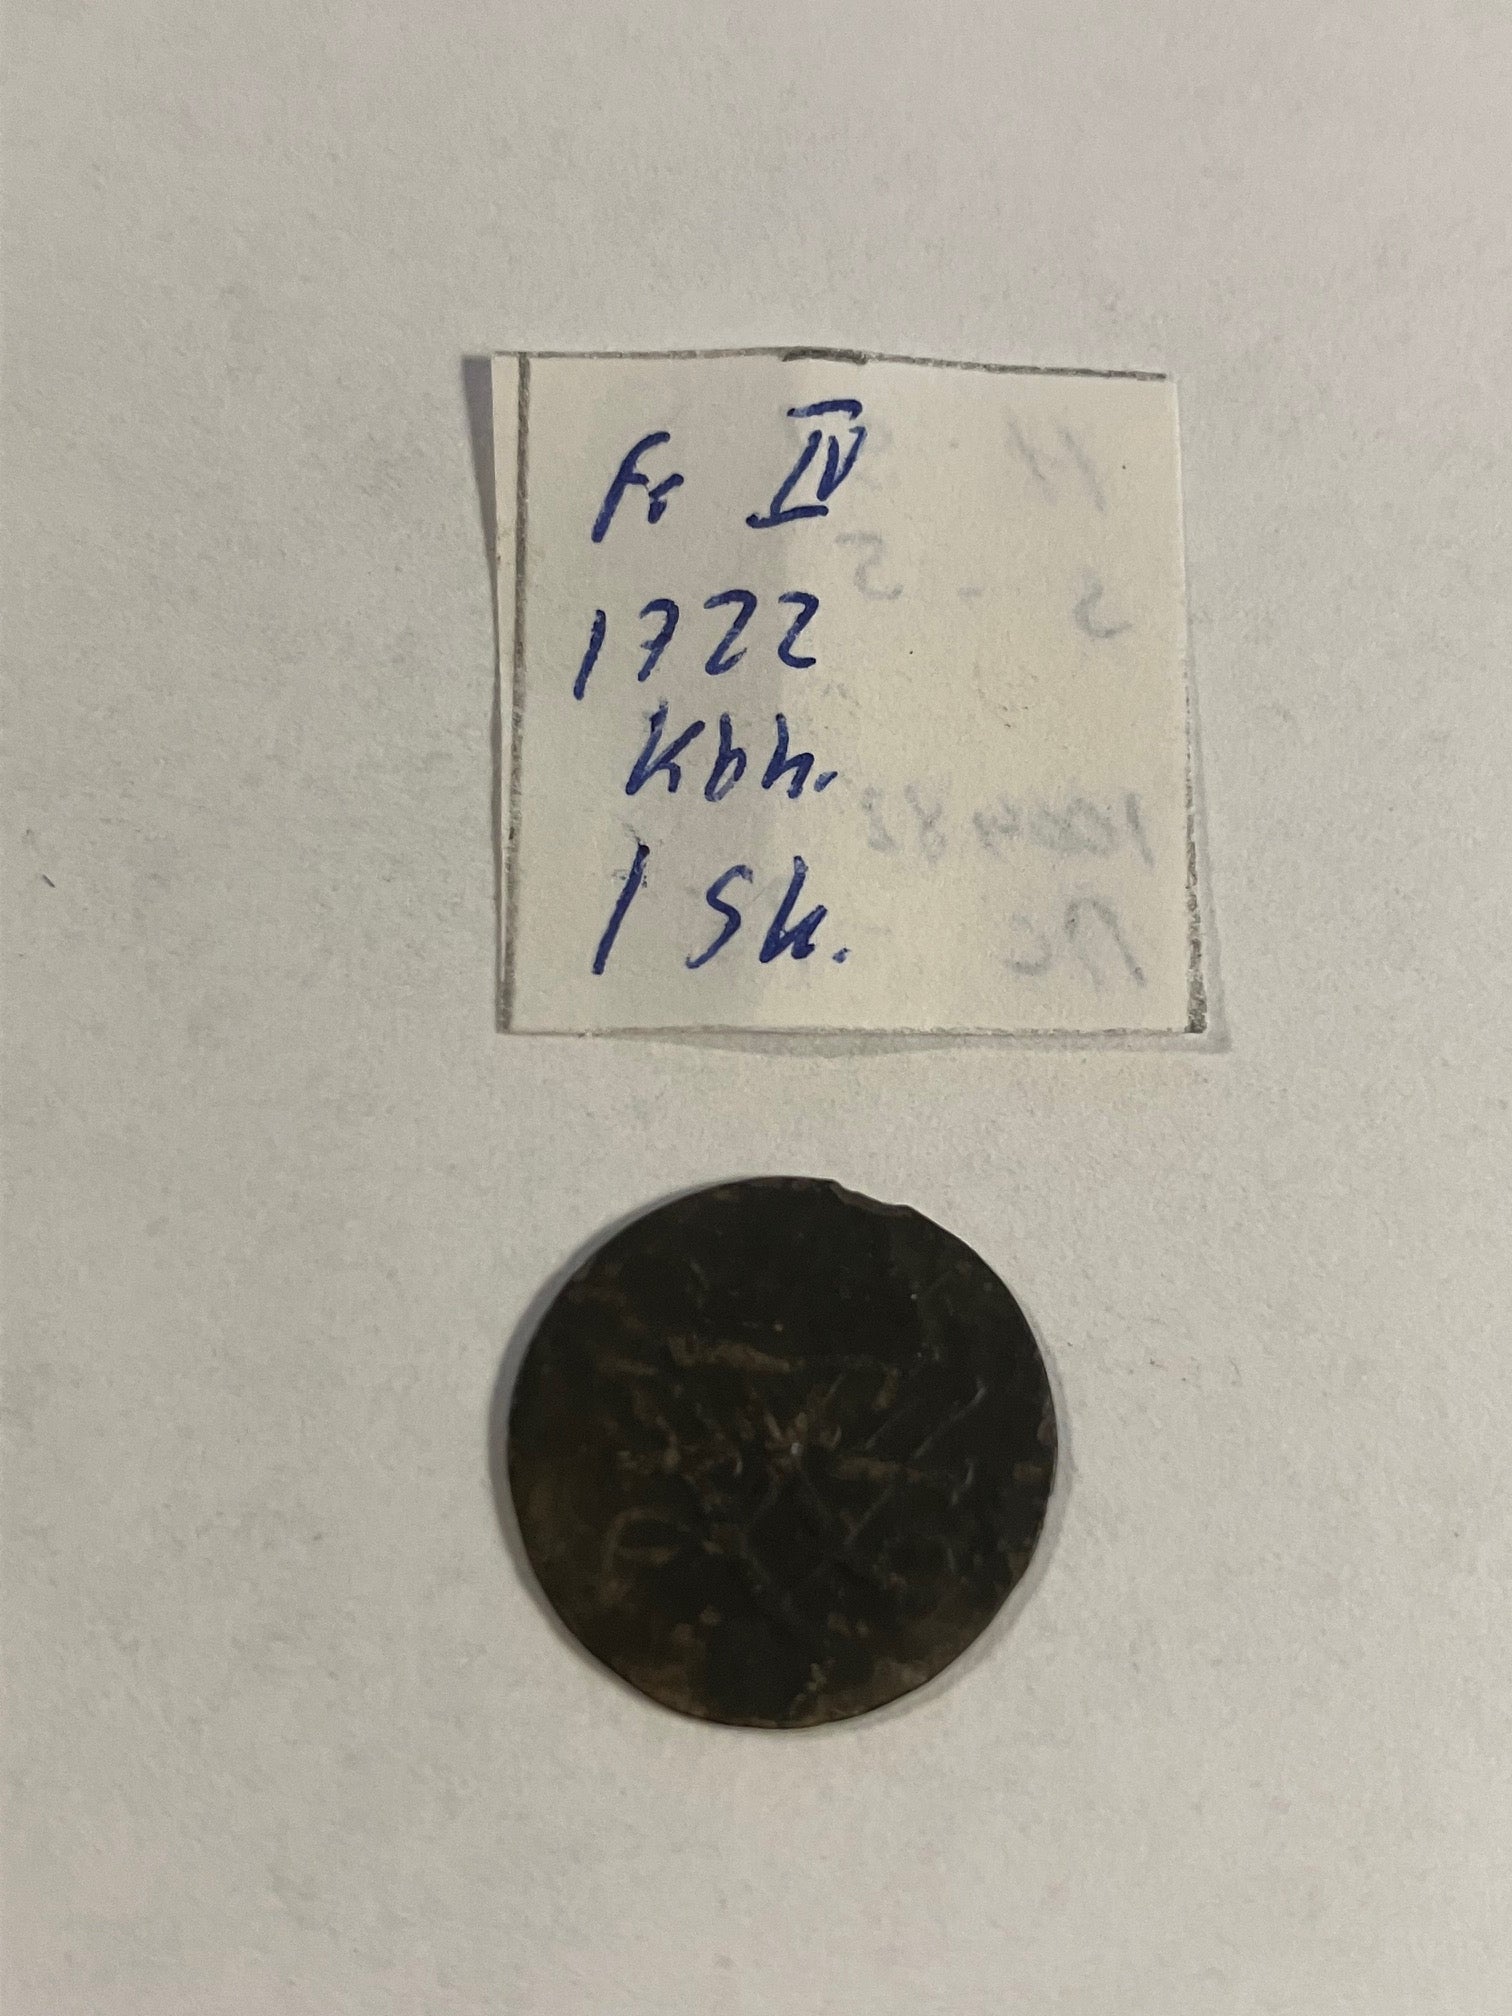 Fr IV
1722
Kbh.
1 Sk.